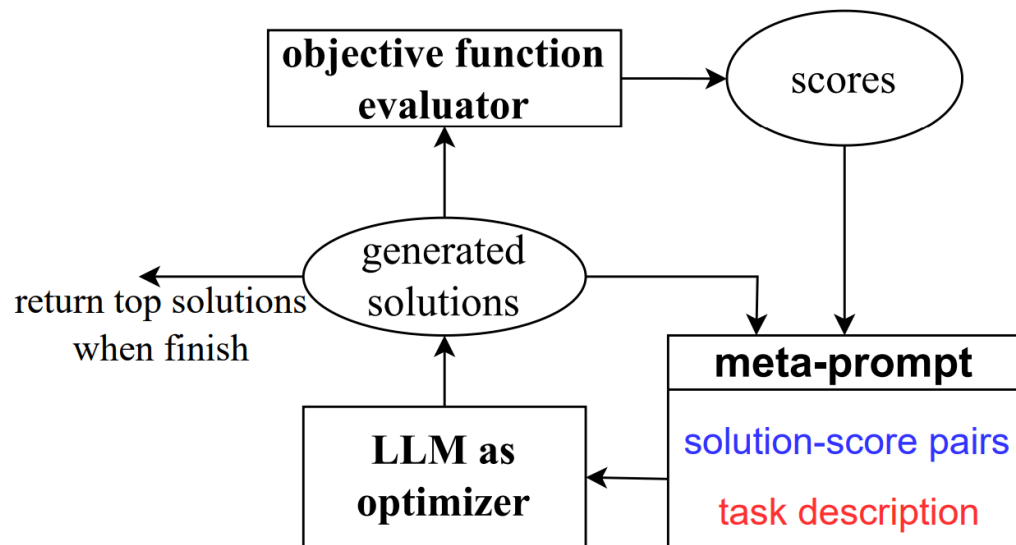 objective function
evaluator
scores
generated
solutions
return top solutions
when finish
meta-prompt
solution-score pairs
task description
LLM as
optimizer